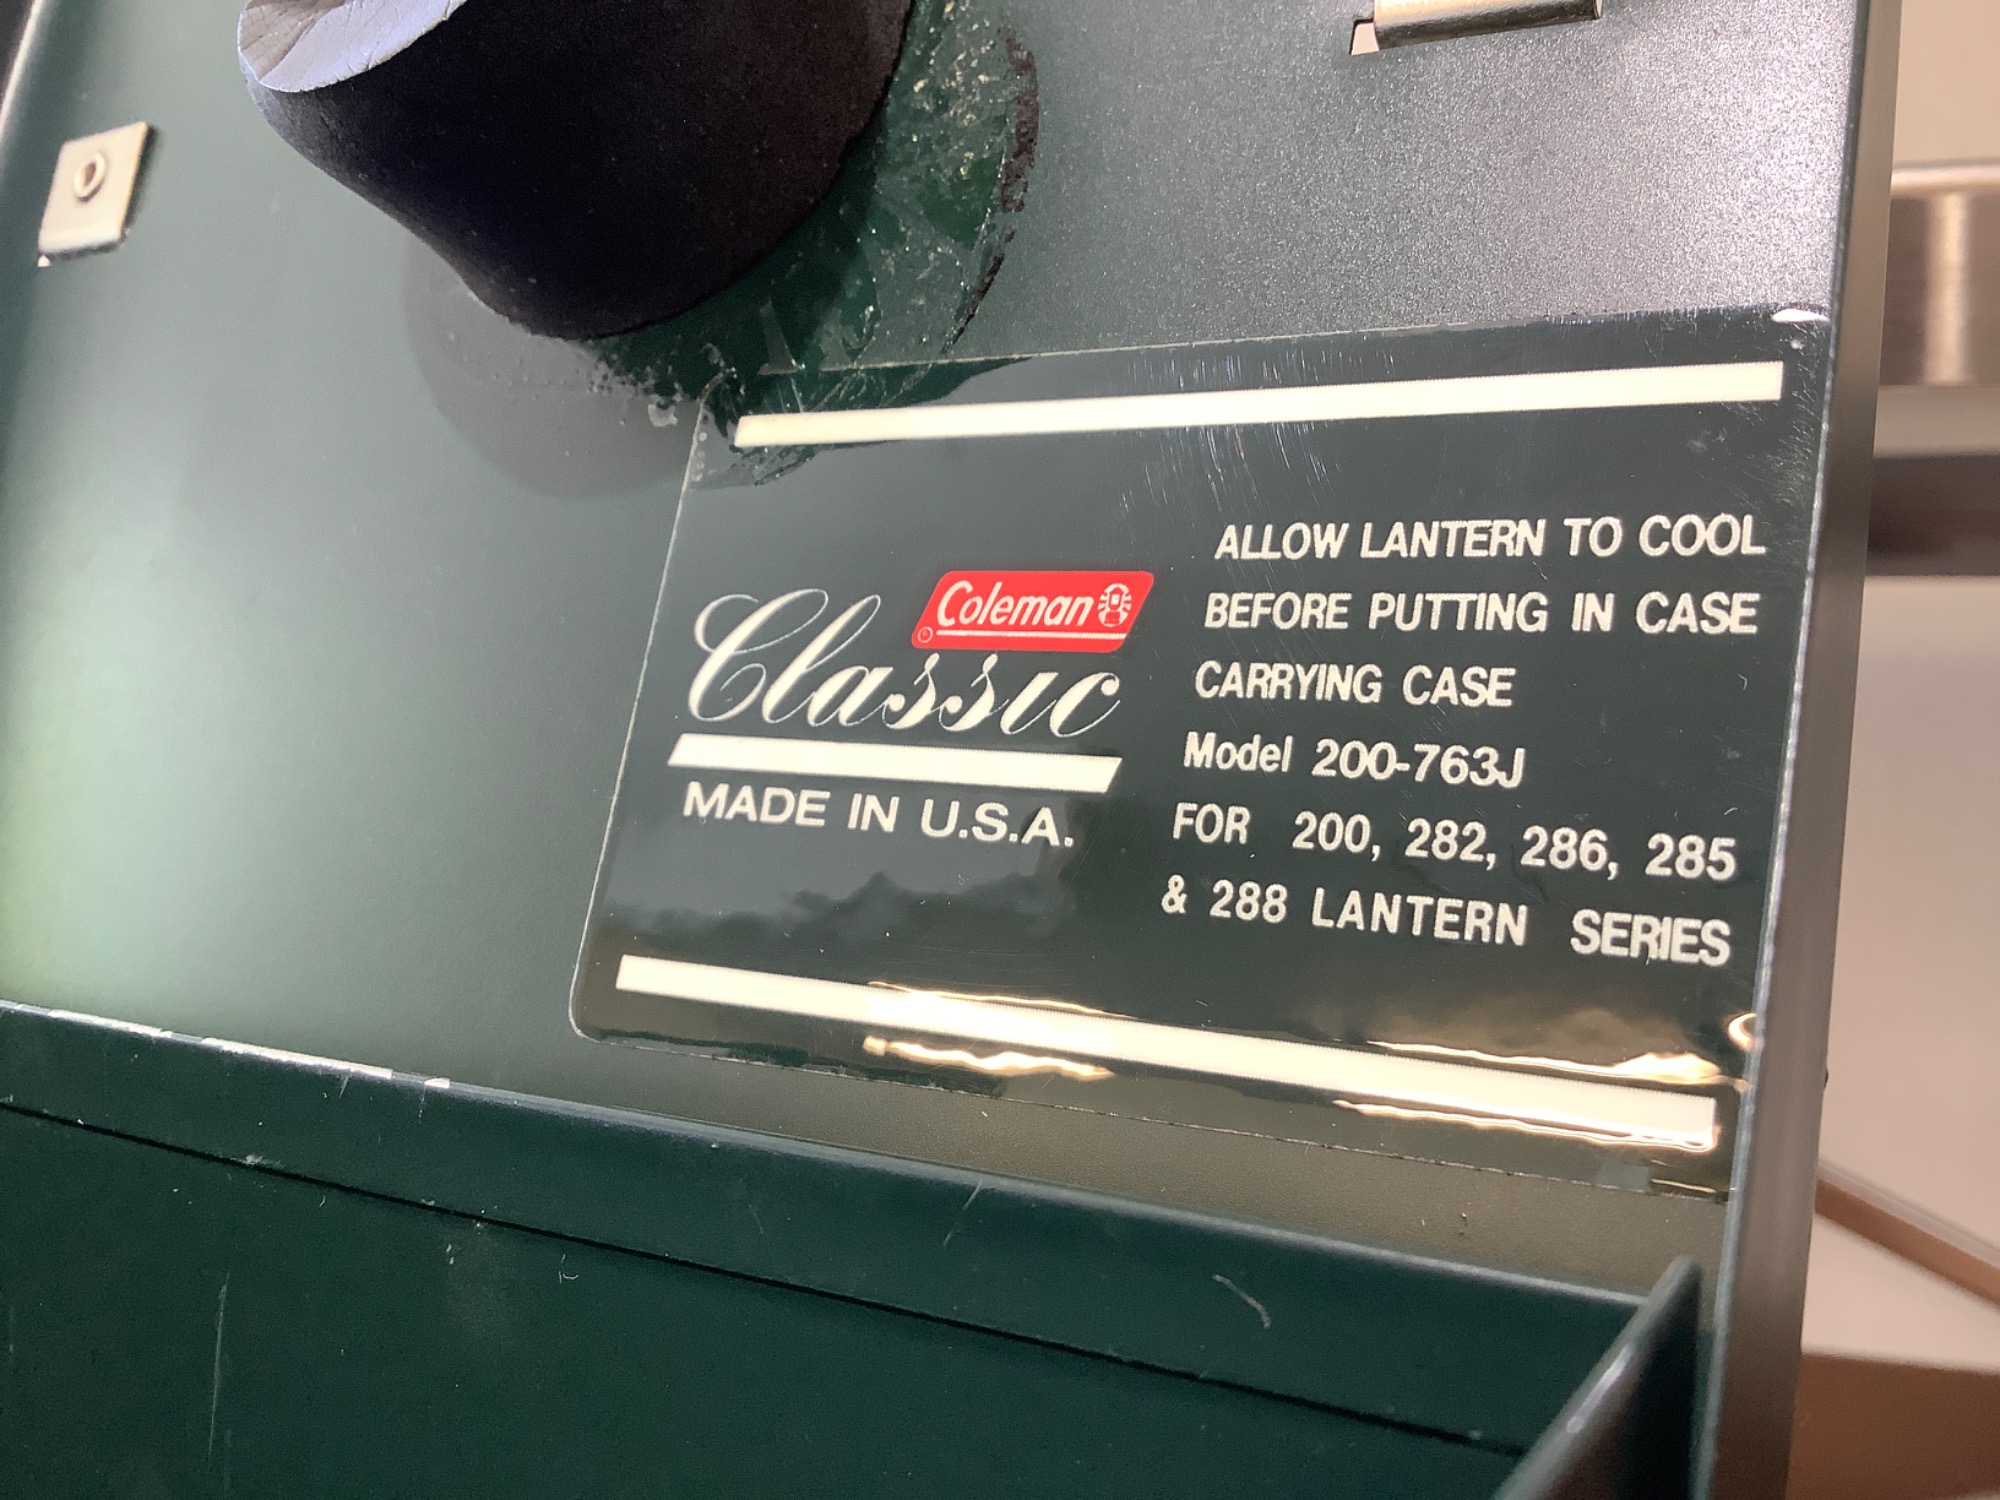 Coleman
®
Classic
MADE IN U.S.A.
ALLOW LANTERN TO COOL
BEFORE PUTTING IN CASE
CARRYING CASE
Model 200-763J
FOR 200, 282, 286, 285
& 288 LANTERN SERIES